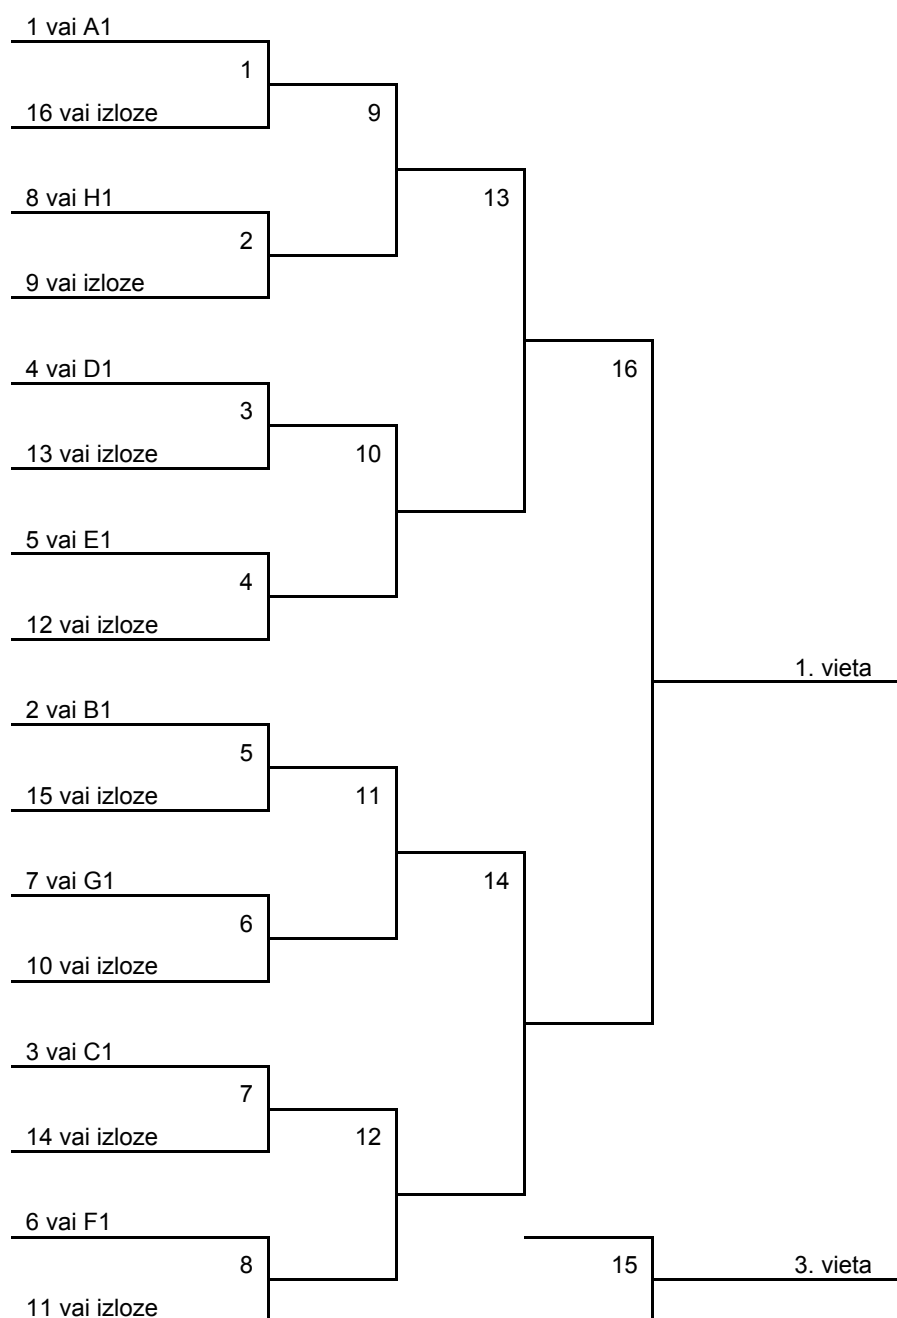 1 vai A1
1
16 vai izloze
9
8 vai H1
13
2
9 vai izloze
4 vai D1
16
3
13 vai izloze
10
5 vai E1
4
12 vai izloze
1. vieta
2 vai B1
5
15 vai izloze
11
7 vai G1
14
6
10 vai izloze
3 vai C1
7
14 vai izloze
12
6 vai F1
8
15
3. vieta
11 vai izloze